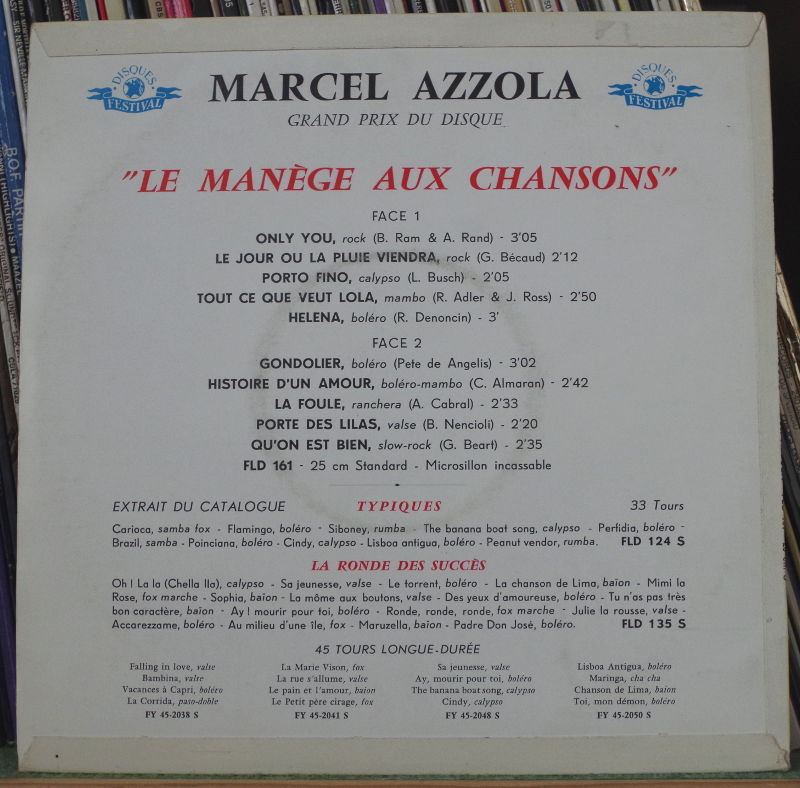 DISQUES
FESTIVAL
MARCEL AZZOLA
DISQUES
FESTIVAL
GRAND PRIX DU DISQUE
"LE MANÈGE AUX CHANSONS"
FACE 1
ONLY YOU, rock (B. Ram & A. Rand) - 3'05
LE JOUR OU LA PLUIE VIENDRA, rock (G. Bécaud) 2'12
PORTO FINO, calypso (L. Busch) - 2'05
TOUT CE QUE VEUT LOLA, mambo (R. Adler & J. Ross) - 2'50
HELENA, boléro (R. Denoncin) - 3'
FACE 2
GONDOLIER, boléro (Pete de Angelis) - 3'02
HISTOIRE D'UN AMOUR, boléro-mambo (C. Almaran) - 2'42
LA FOULE, ranchera (A. Cabral) - 2'33
PORTE DES LILAS, valse (B. Nencioli) - 2'20
QU'ON EST BIEN, slow-rock (G. Beart) - 2'35
FLD 161 - 25 cm Standard - Microsillon incassable
EXTRAIT DU CATALOGUE TYPIQUES 33 Tours
Carioca, samba fox - Flamingo, boléro - Siboney, rumba - The banana boat song, calypso - Perfidia, boléro -
Brazil, samba - Poinciana, boléro - Cindy, calypso - Lisboa antigua, boléro - Peanut vendor, rumba. FLD 124 S
LA RONDE DES SUCCÈS
Oh ! La la (Chella lla), calypso - Sa jeunesse, valse - Le torrent, boléro - La chanson de Lima, baïon - Mimi la
Rose, fox marche - Sophia, baïon - La môme aux boutons, valse - Des yeux d'amoureuse, boléro - Tu n'as pas très
bon caractère, baïon - Ay ! mourir pour toi, boléro - Ronde, ronde, ronde, fox marche - Julie la rousse, valse -
Accarezzame, boléro - Au milieu d'une île, fox - Maruzella, baïon - Padre Don José, boléro. FLD 135 S
45 TOURS LONGUE-DURÉE
Falling in love, valse
Bambina, valse
Vacances à Capri, boléro
La Corrida, paso-doble
FY 45-2038 S
La Marie Vison, fox
La rue s'allume, valse
Le pain et l'amour, baion
Le Petit père cirage, fox
FY 45-2041 S
Sa jeunesse, valse
Ay, mourir pour toi, boléro
The banana boat song, calypso
Cindy, calypso
FY 45-2048 S
Lisboa Antigua, boléro
Maringa, cha cha
Chanson de Lima, baïon
Toi, mon démon, boléro
FY 45-2050 S